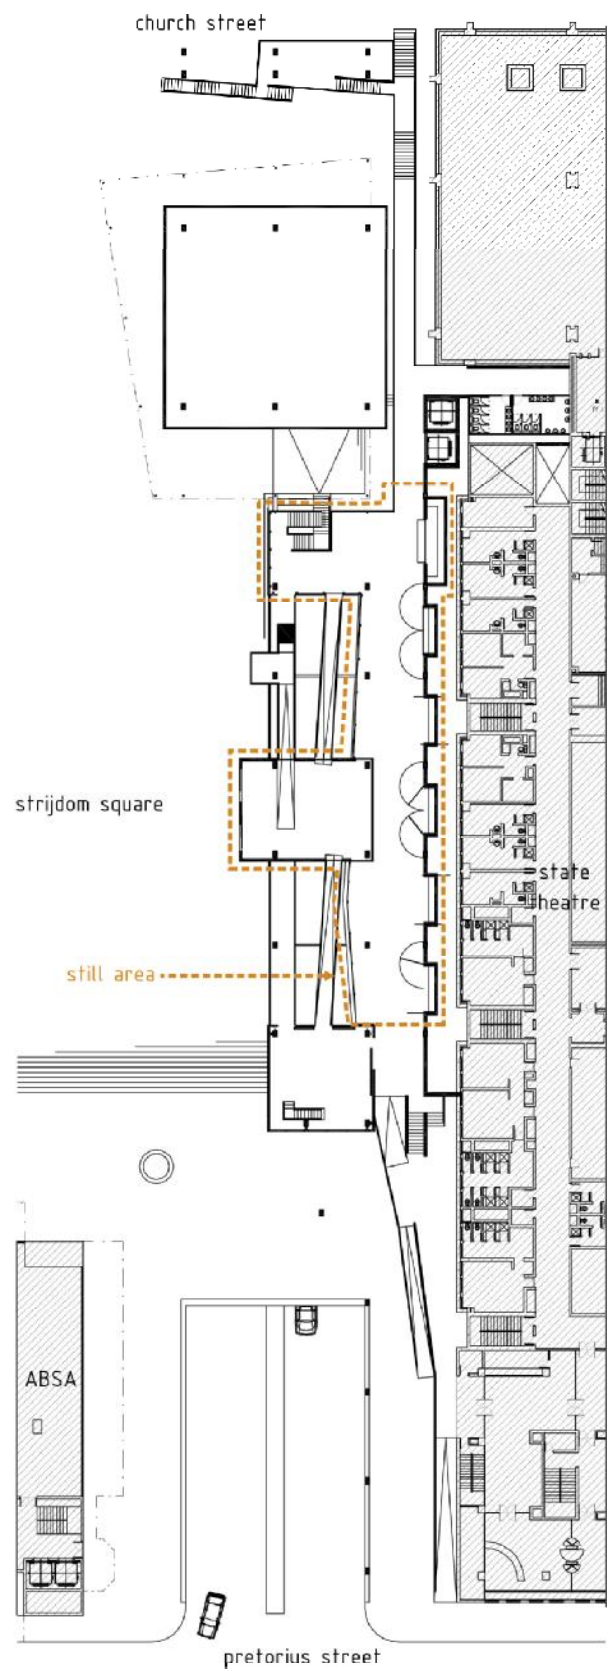 church street
strijdom square
state
theatre
still area
ABSA
pretorius street